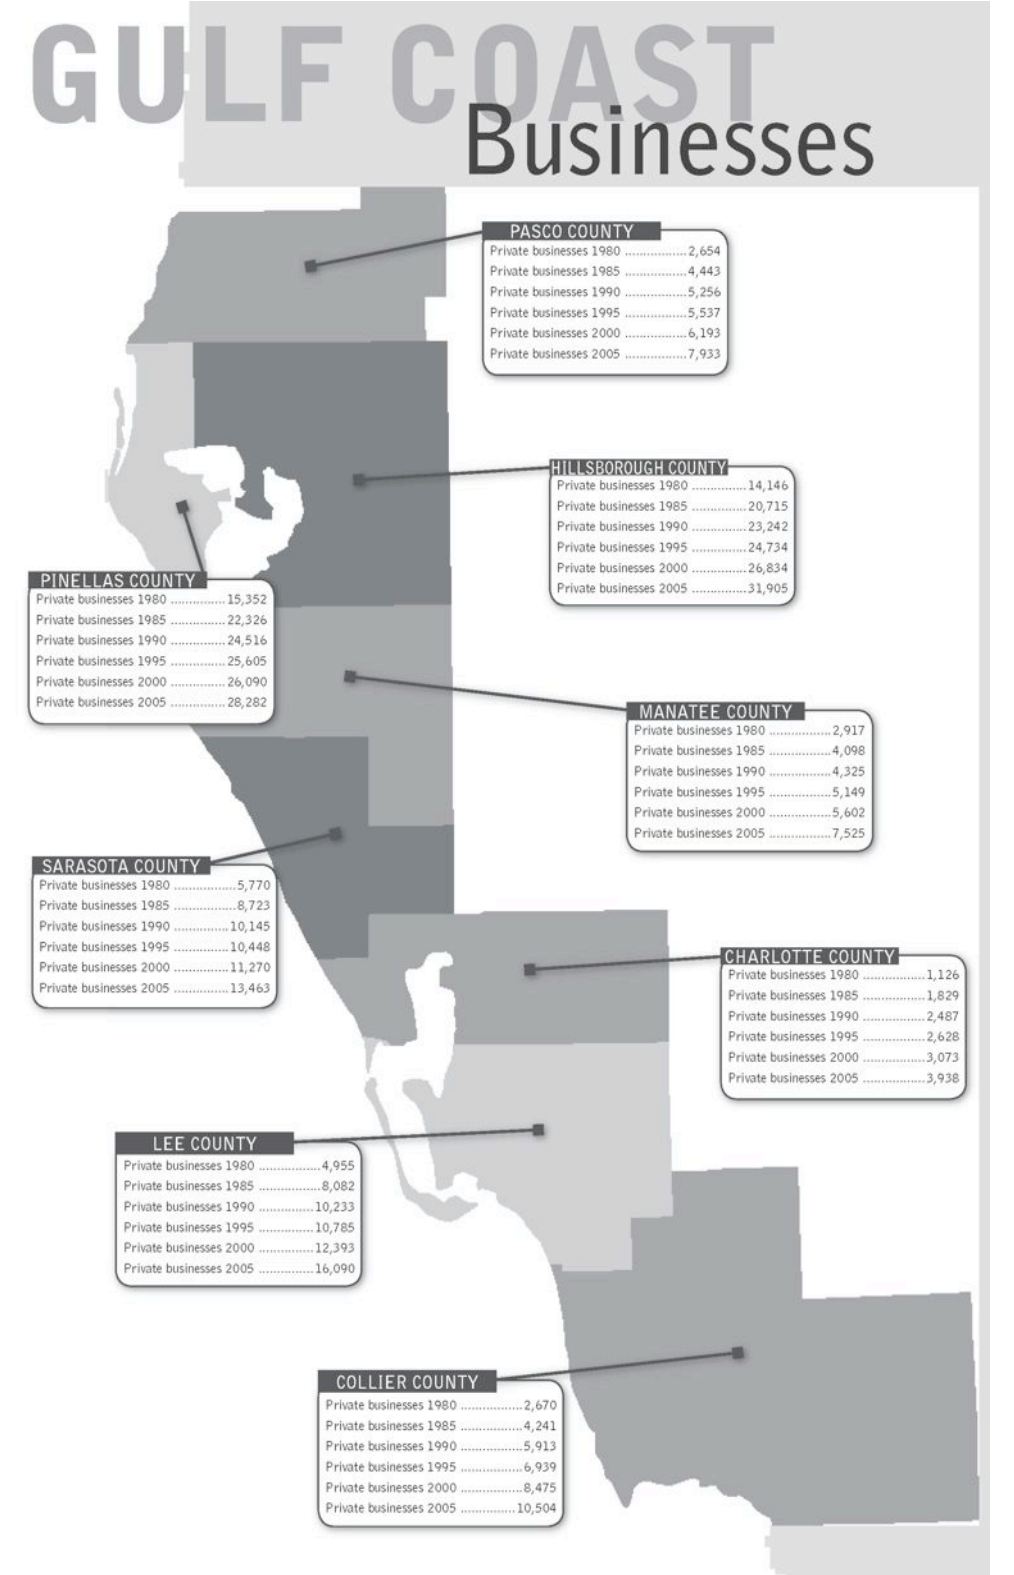 GULF COAST
Businesses
PASCO COUNTY
Private businesses 1980 .................2,654
Private businesses 1985 .................4,443
Private businesses 1990 .................5,256
Private businesses 1995 .................5,537
Private businesses 2000 .................6,193
Private businesses 2005 .................7,933
HILLSBOROUGH COUNTY
Private businesses 1980 ...............14,146
Private businesses 1985 ...............20,715
Private businesses 1990 ...............23,242
Private businesses 1995 ...............24,734
Private businesses 2000 ...............26,834
Private businesses 2005 ...............31,905
PINELLAS COUNTY
Private businesses 1980 ...............15,352
Private businesses 1985 ...............22,326
Private businesses 1990 ...............24,516
Private businesses 1995 ...............25,605
Private businesses 2000 ...............26,090
Private businesses 2005 ...............28,282
MANATEE COUNTY
Private businesses 1980 .................2,917
Private businesses 1985 .................4,098
Private businesses 1990 .................4,325
Private businesses 1995 .................5,149
Private businesses 2000 .................5,602
Private businesses 2005 .................7,525
SARASOTA COUNTY
Private businesses 1980 .................5,770
Private businesses 1985 .................8,723
Private businesses 1990 ...............10,145
Private businesses 1995 ...............10,448
Private businesses 2000 ...............11,270
Private businesses 2005 ...............13,463
CHARLOTTE COUNTY
Private businesses 1980 .................1,126
Private businesses 1985 .................1,829
Private businesses 1990 .................2,487
Private businesses 1995 .................2,628
Private businesses 2000 .................3,073
Private businesses 2005 .................3,938
LEE COUNTY
Private businesses 1980 .................4,955
Private businesses 1985 .................8,082
Private businesses 1990 ...............10,233
Private businesses 1995 ...............10,785
Private businesses 2000 ...............12,393
Private businesses 2005 ...............16,090
COLLIER COUNTY
Private businesses 1980 .................2,670
Private businesses 1985 .................4,241
Private businesses 1990 .................5,913
Private businesses 1995 .................6,939
Private businesses 2000 .................8,475
Private businesses 2005 ...............10,504